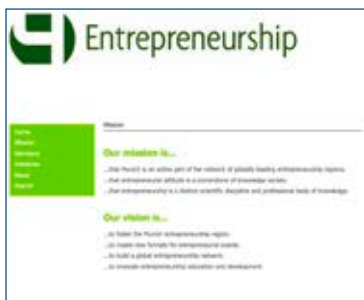 Entrepreneurship
Home
Mission
Members
Initiatives
News
Mission
Our mission is...
...that Munich is an active part of the network of globally leading entrepreneurship regions.
...that entrepreneurial attitude is a cornerstone of knowledge society.
...that entrepreneurship is a distinct scientific discipline and professional body of knowledge.
Our vision is...
...to foster the Munich entrepreneurship region.
...to create new formats for entrepreneurial events.
...to build a global entrepreneurship network.
...to innovate entrepreneurship education and development.